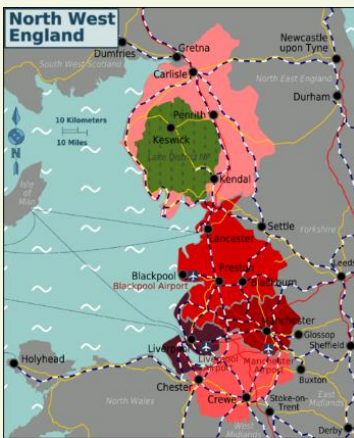 North West
England
Newcastle
upon Tyne
Gretna
Dumfries
South West Scotland
Carlisle
North East England
Durham
10 Kilometers
10 Miles
Penrith
Keswick
Lake District NP
Isle
of
Man
Kendal
Settle
Yorkshire
Lancaster
Blackpool
Preston
Leeds
Blackburn
Blackpool Airport
Manchester
Glossop
Liverpool
Sheffield
Holyhead
Liverpool
Airport
Manchester
Airport
Chester
Buxton
North Wales
Crewe
East
Midlands
Stoke-on
-Trent
West
Midlands
Derby